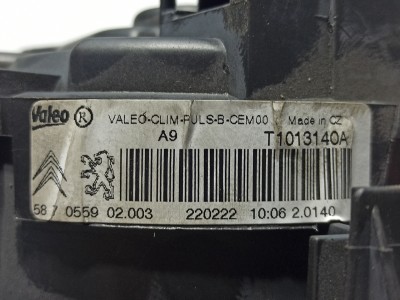 Valeo ® VALEO-CLIM-PULS-B-CEM00 Made in CZ
A9 T1013140A
58 7 0559 02.003 220222 10:06 2.0140